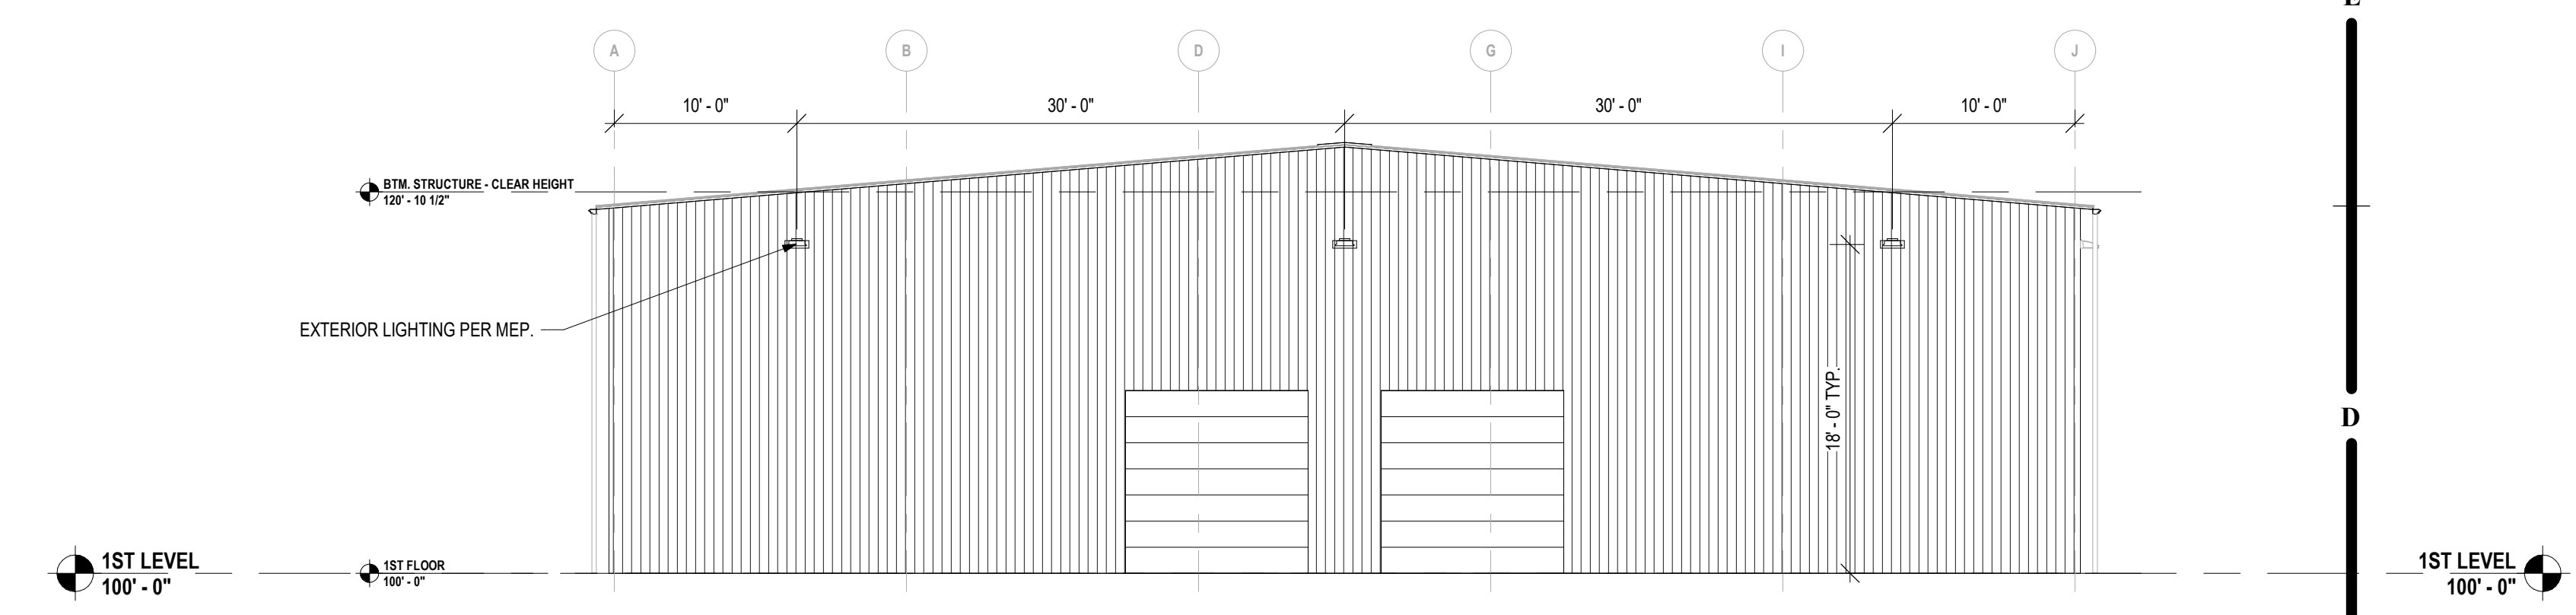 E
A B D G I J
10' - 0" 30' - 0" 30' - 0" 10' - 0"
BTM. STRUCTURE - CLEAR HEIGHT
120' - 10 1/2"
EXTERIOR LIGHTING PER MEP.
18' - 0" TYP.
D
1ST LEVEL
100' - 0"
1ST FLOOR
100' - 0"
1ST LEVEL
100' - 0"